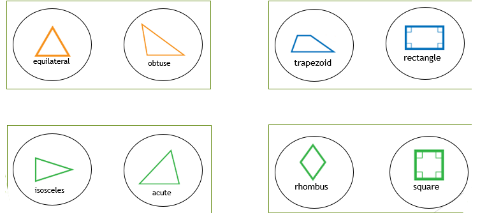 equilateral
obtuse
trapezoid
rectangle
isosceles
acute
rhombus
square